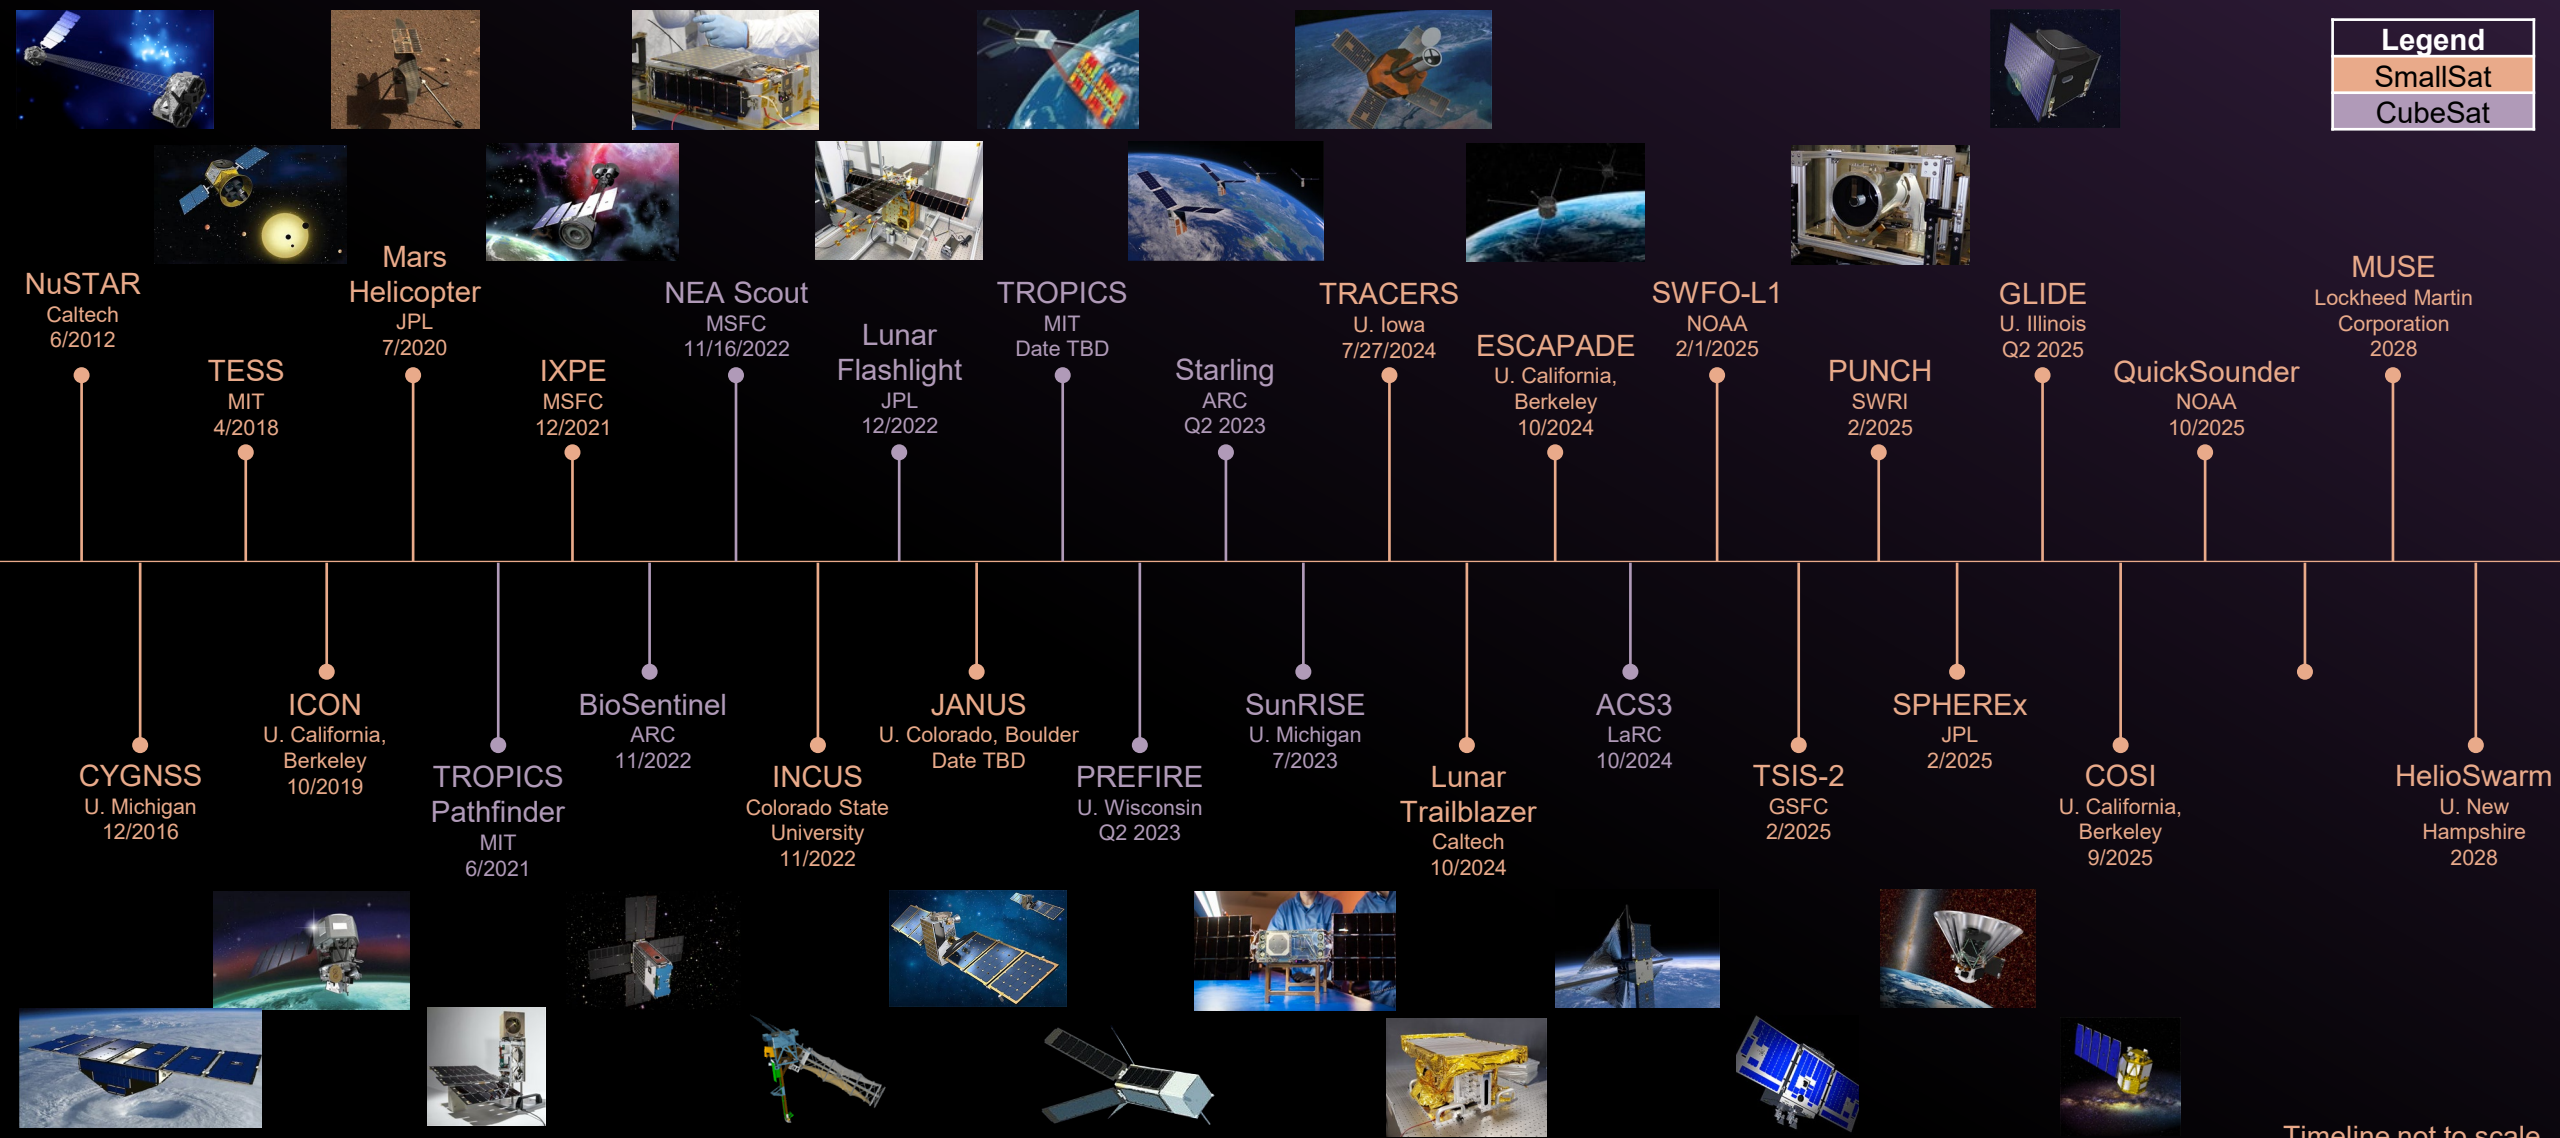 Legend
SmallSat
CubeSat
NuSTAR
Caltech
6/2012
TESS
MIT
4/2018
Mars
Helicopter
JPL
7/2020
IXPE
MSFC
12/2021
NEA Scout
MSFC
11/16/2022
Lunar
Flashlight
JPL
12/2022
TROPICS
MIT
Date TBD
Starling
ARC
Q2 2023
TRACERS
U. Iowa
7/27/2024
ESCAPADE
U. California,
Berkeley
10/2024
SWFO-L1
NOAA
2/1/2025
PUNCH
SWRI
2/2025
GLIDE
U. Illinois
Q2 2025
QuickSounder
NOAA
10/2025
MUSE
Lockheed Martin
Corporation
2028
CYGNSS
U. Michigan
12/2016
ICON
U. California,
Berkeley
10/2019
TROPICS
Pathfinder
MIT
6/2021
BioSentinel
ARC
11/2022
INCUS
Colorado State
University
11/2022
JANUS
U. Colorado, Boulder
Date TBD
PREFIRE
U. Wisconsin
Q2 2023
SunRISE
U. Michigan
7/2023
Lunar
Trailblazer
Caltech
10/2024
ACS3
LaRC
10/2024
TSIS-2
GSFC
2/2025
SPHEREx
JPL
2/2025
COSI
U. California,
Berkeley
9/2025
HelioSwarm
U. New
Hampshire
2028
Timeline not to scale